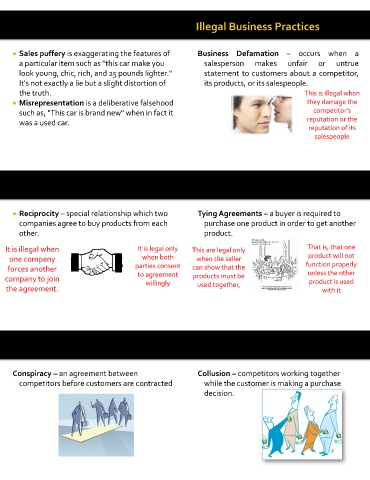 Illegal Business Practices
Sales puffery is exaggerating the features of
a particular item such as "this car make you
look young, chic, rich, and 25 pounds lighter."
It's not exactly a lie but a slight distortion of
the truth.
Misrepresentation is a deliberate falsehood
such as, "This car is brand new" when in fact it
was a used car.
Business Defamation – occurs when a
salesperson makes unfair or untrue
statement to customers about a competitor,
its products, or its salespeople.
This is illegal when
they damage the
competitor's
reputation or the
reputation of its
salespeople
Reciprocity – special relationship which two
companies agree to buy products from each
other.
It is illegal when
one company
forces another
company to join
the agreement.
It is legal only
when both
parties consent
to agreement
willingly
Tying Agreements – a buyer is required to
purchase one product in order to get another
product.
This are legal only
when the seller
can show that the
products must be
used together,
That is, that one
product will not
function properly
unless the other
product is used
with it
Conspiracy – an agreement between
competitors before customers are contracted
Collusion – competitors working together
while the customer is making a purchase
decision.